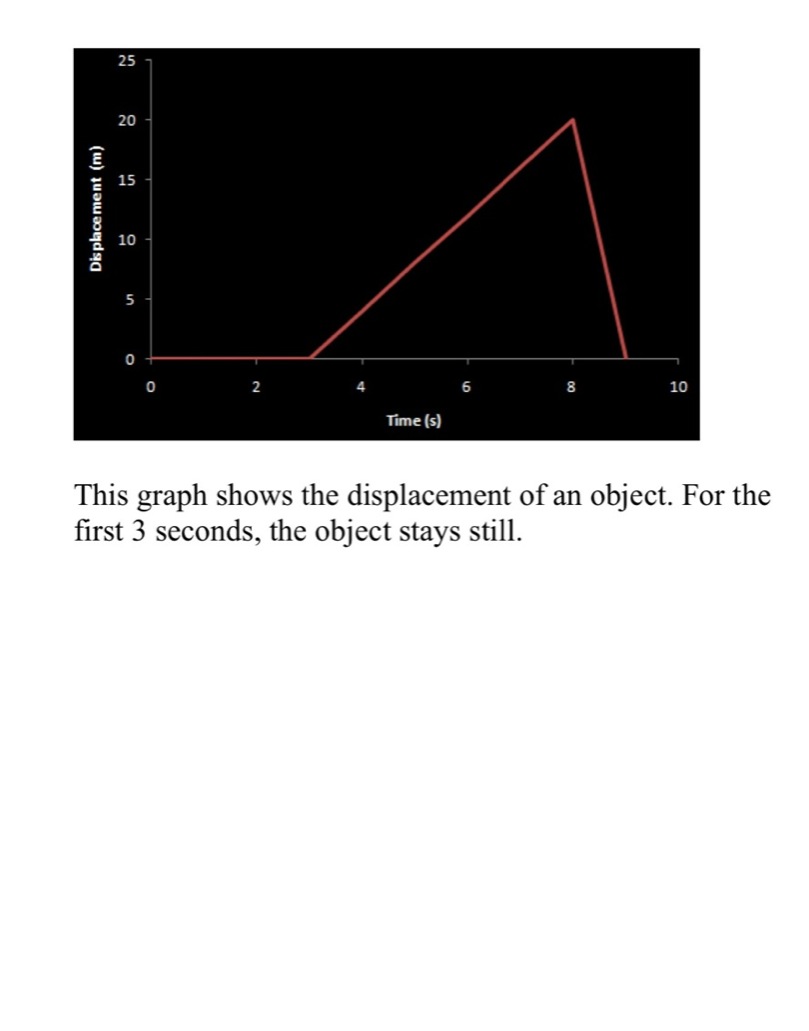 25
20
15
10
5
0
Displacement (m)
0 2 4 6 8 10
Time (s)
This graph shows the displacement of an object. For the
first 3 seconds, the object stays still.